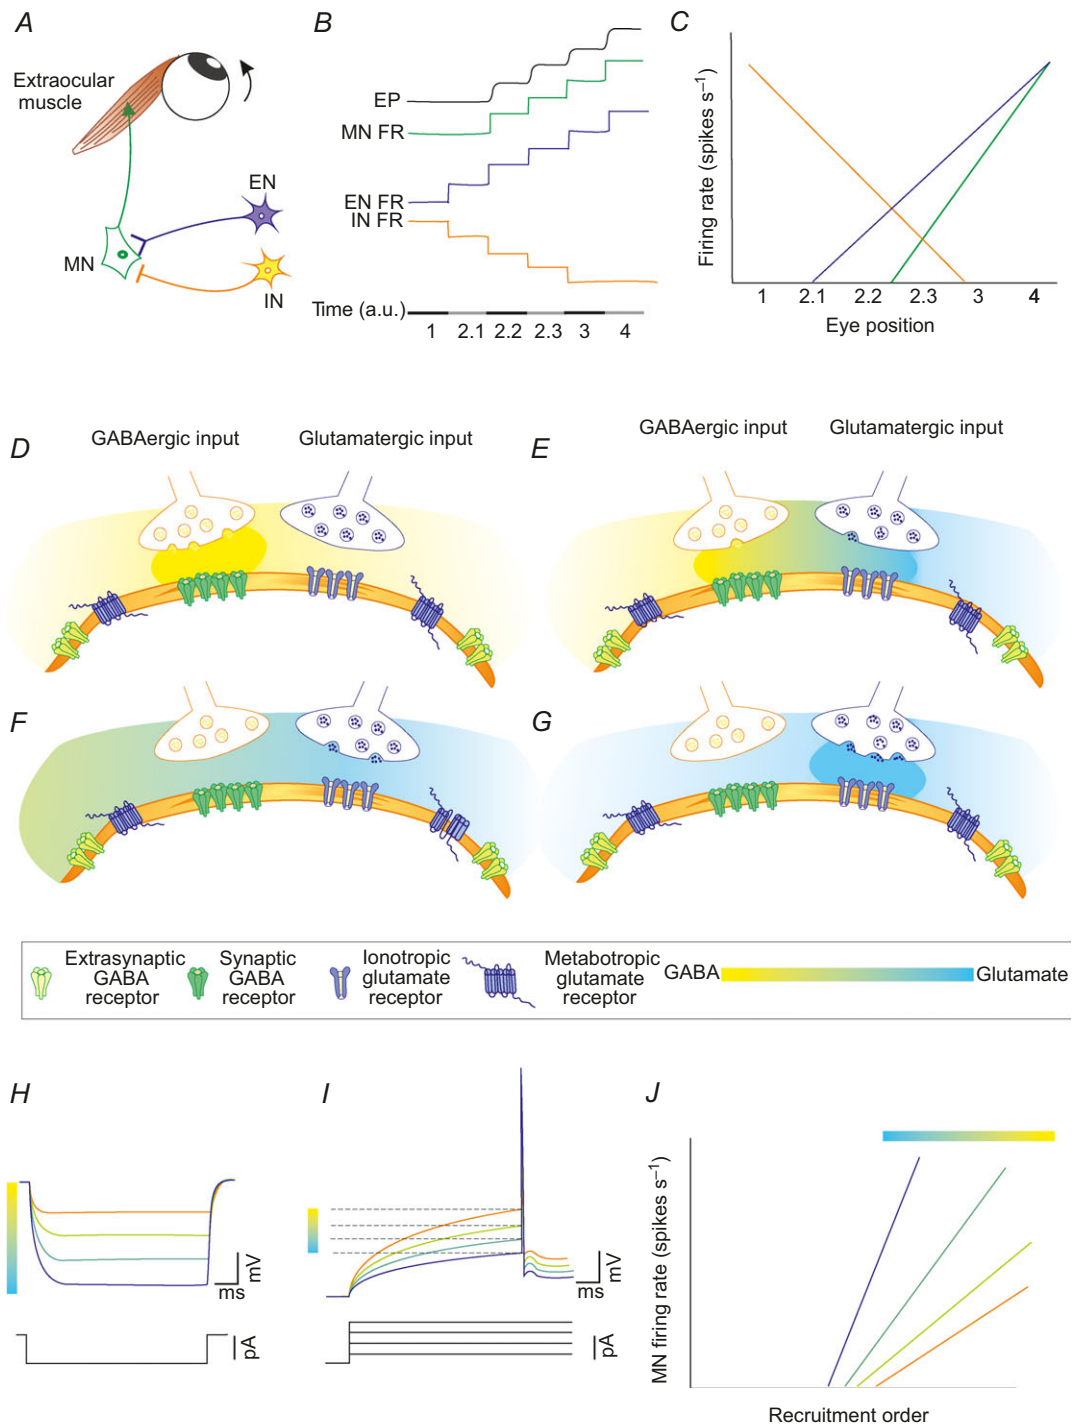 A
Extraocular
muscle
EN
MN
IN
B
EP
MN FR
EN FR
IN FR
Time (a.u.)
1 2.1 2.2 2.3 3 4
C
Firing rate (spikes s⁻¹)
1 2.1 2.2 2.3 3 4
Eye position
D
GABAergic input Glutamatergic input
E
GABAergic input Glutamatergic input
F
G
Extrasynaptic
GABA
receptor
Synaptic
GABA
receptor
Ionotropic
glutamate
receptor
Metabotropic
glutamate
receptor
GABA Glutamate
H
mV
ms
pA
I
mV
ms
pA
J
MN firing rate (spikes s⁻¹)
Recruitment order